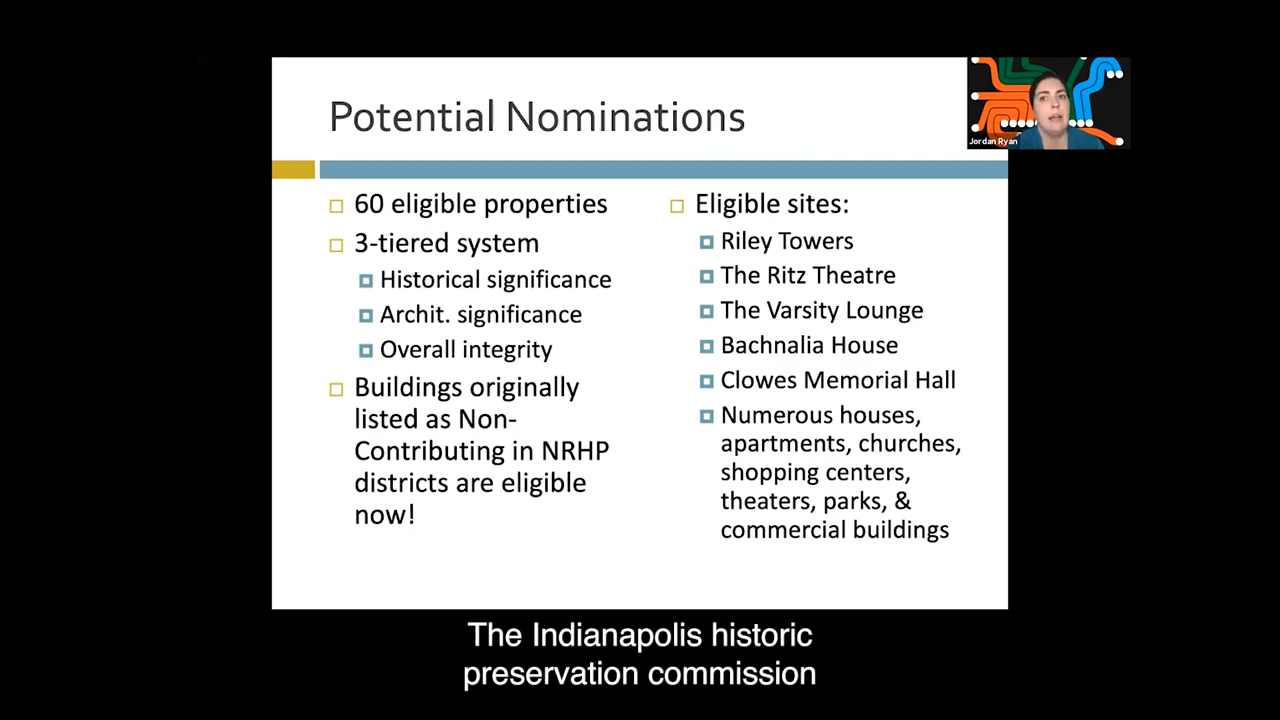 Potential Nominations
Jordan Ryan
60 eligible properties
3-tiered system
Historical significance
Archit. significance
Overall integrity
Buildings originally
listed as Non-
Contributing in NRHP
districts are eligible
now!
Eligible sites:
Riley Towers
The Ritz Theatre
The Varsity Lounge
Bachnalia House
Clowes Memorial Hall
Numerous houses,
apartments, churches,
shopping centers,
theaters, parks, &
commercial buildings
The Indianapolis historic
preservation commission